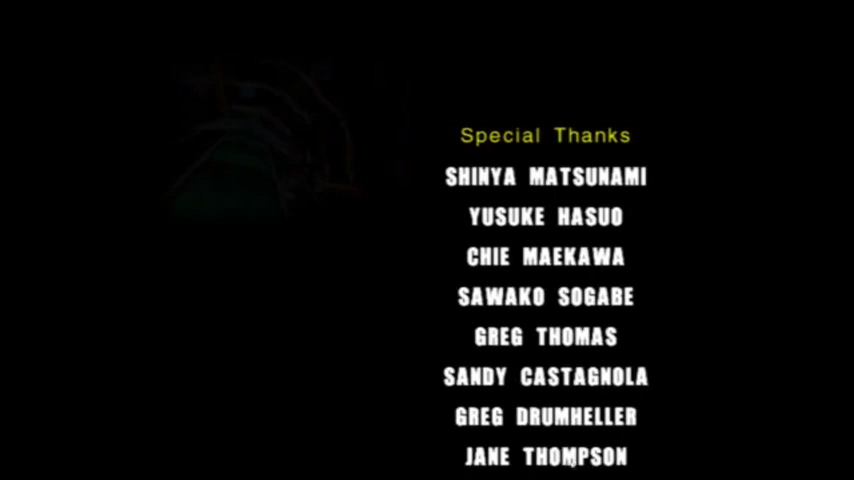 Special Thanks
SHINYA MATSUNAMI
YUSUKE HASUO
CHIE MAEKAWA
SAWAKO SOGABE
GREG THOMAS
SANDY CASTAGNOLA
GREG DRUMHELLER
JANE THOMPSON